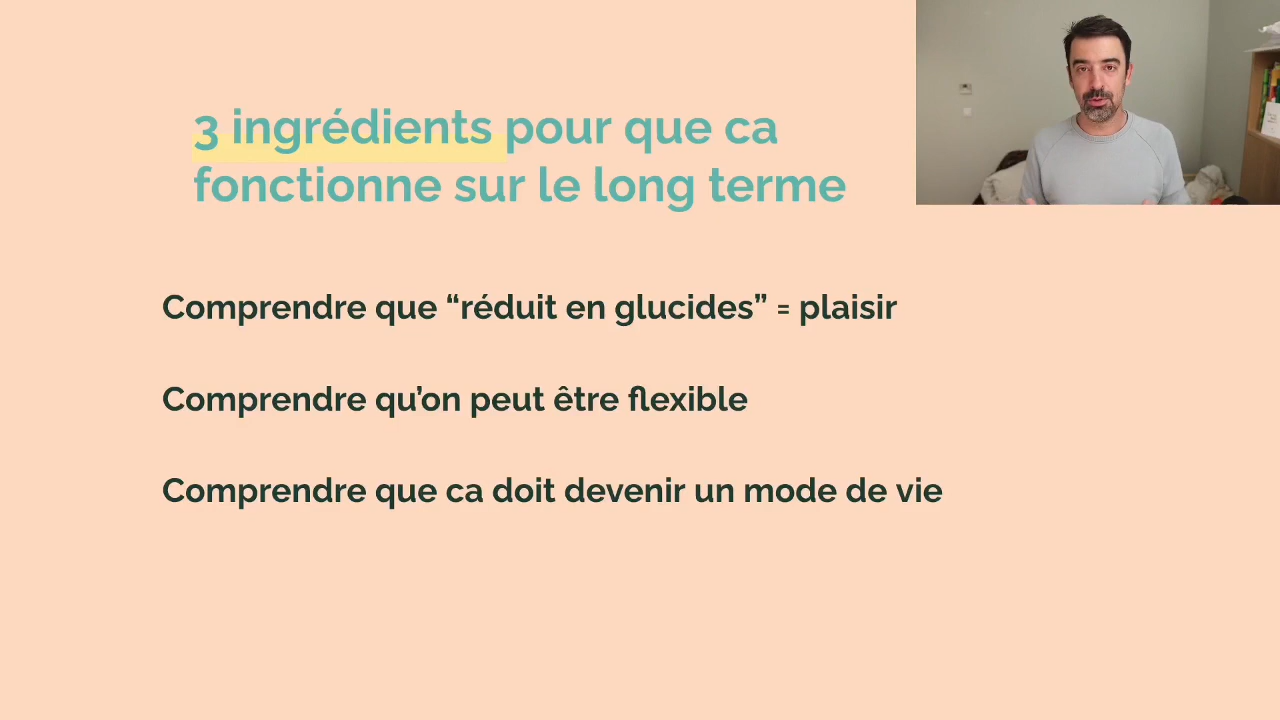 3 ingrédients pour que ca
fonctionne sur le long terme
Comprendre que “réduit en glucides” = plaisir
Comprendre qu’on peut être flexible
Comprendre que ca doit devenir un mode de vie